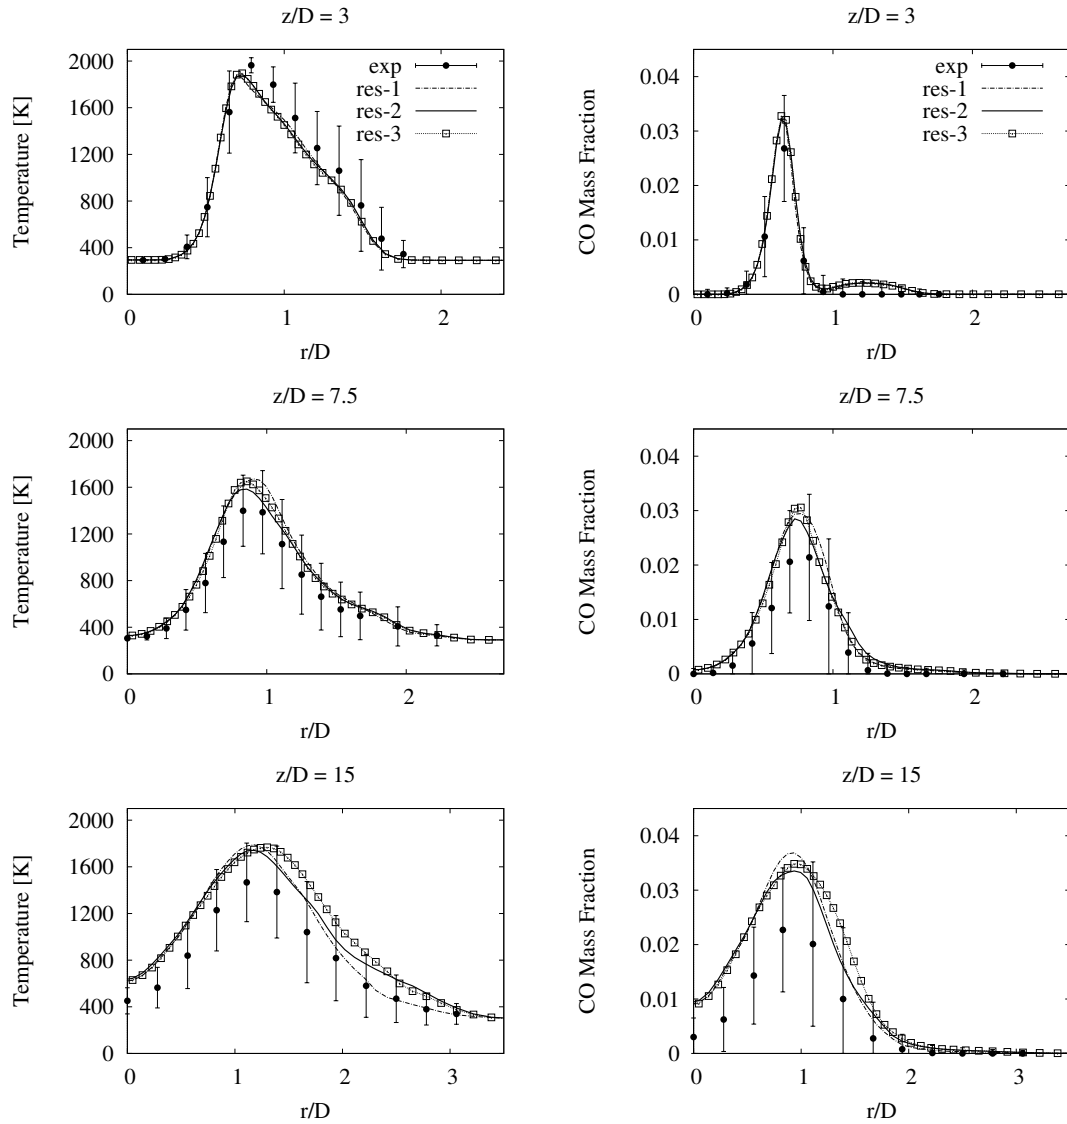 z/D = 3
Temperature [K]
2000
1600
1200
800
400
0
exp
res-1
res-2
res-3
0 1 2
r/D
z/D = 3
CO Mass Fraction
0.04
0.03
0.02
0.01
0
exp
res-1
res-2
res-3
0 1 2
r/D
z/D = 7.5
Temperature [K]
2000
1600
1200
800
400
0
0 1 2
r/D
z/D = 7.5
CO Mass Fraction
0.04
0.03
0.02
0.01
0
0 1 2
r/D
z/D = 15
Temperature [K]
2000
1600
1200
800
400
0
0 1 2 3
r/D
z/D = 15
CO Mass Fraction
0.04
0.03
0.02
0.01
0
0 1 2 3
r/D